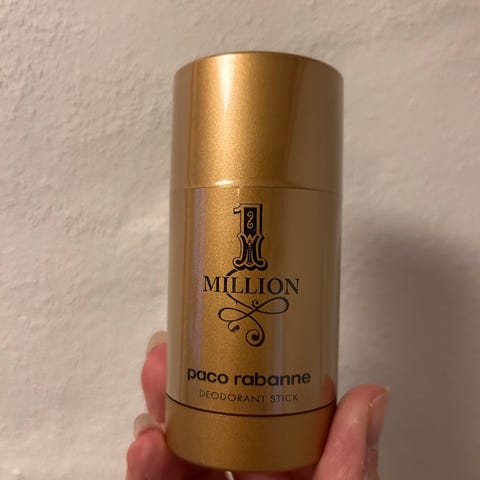 1
MILLION
paco rabanne
DEODORANT STICK